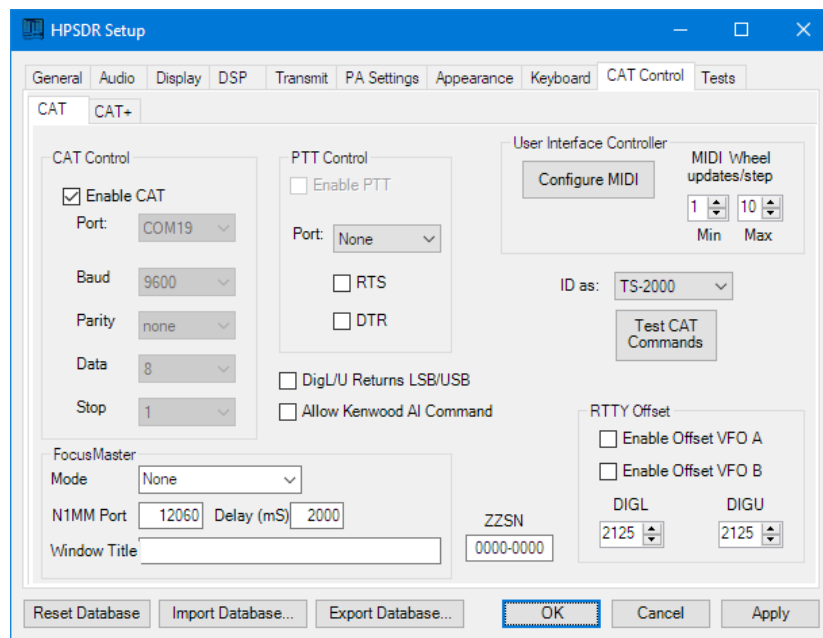 HPSDR Setup
General Audio Display DSP Transmit PA Settings Appearance Keyboard CAT Control Tests
CAT CAT+
CAT Control
Enable CAT
Port: COM19
Baud 9600
Parity none
Data 8
Stop 1
PTT Control
Enable PTT
Port: None
RTS
DTR
DigL/U Returns LSB/USB
Allow Kenwood AI Command
User Interface Controller
Configure MIDI
MIDI Wheel
updates/step
1 10
Min Max
ID as: TS-2000
Test CAT
Commands
RTTY Offset
Enable Offset VFO A
Enable Offset VFO B
DIGL DIGU
2125 2125
FocusMaster
Mode None
N1MM Port 12060 Delay (mS) 2000
Window Title
ZZSN
0000-0000
Reset Database Import Database... Export Database... OK Cancel Apply